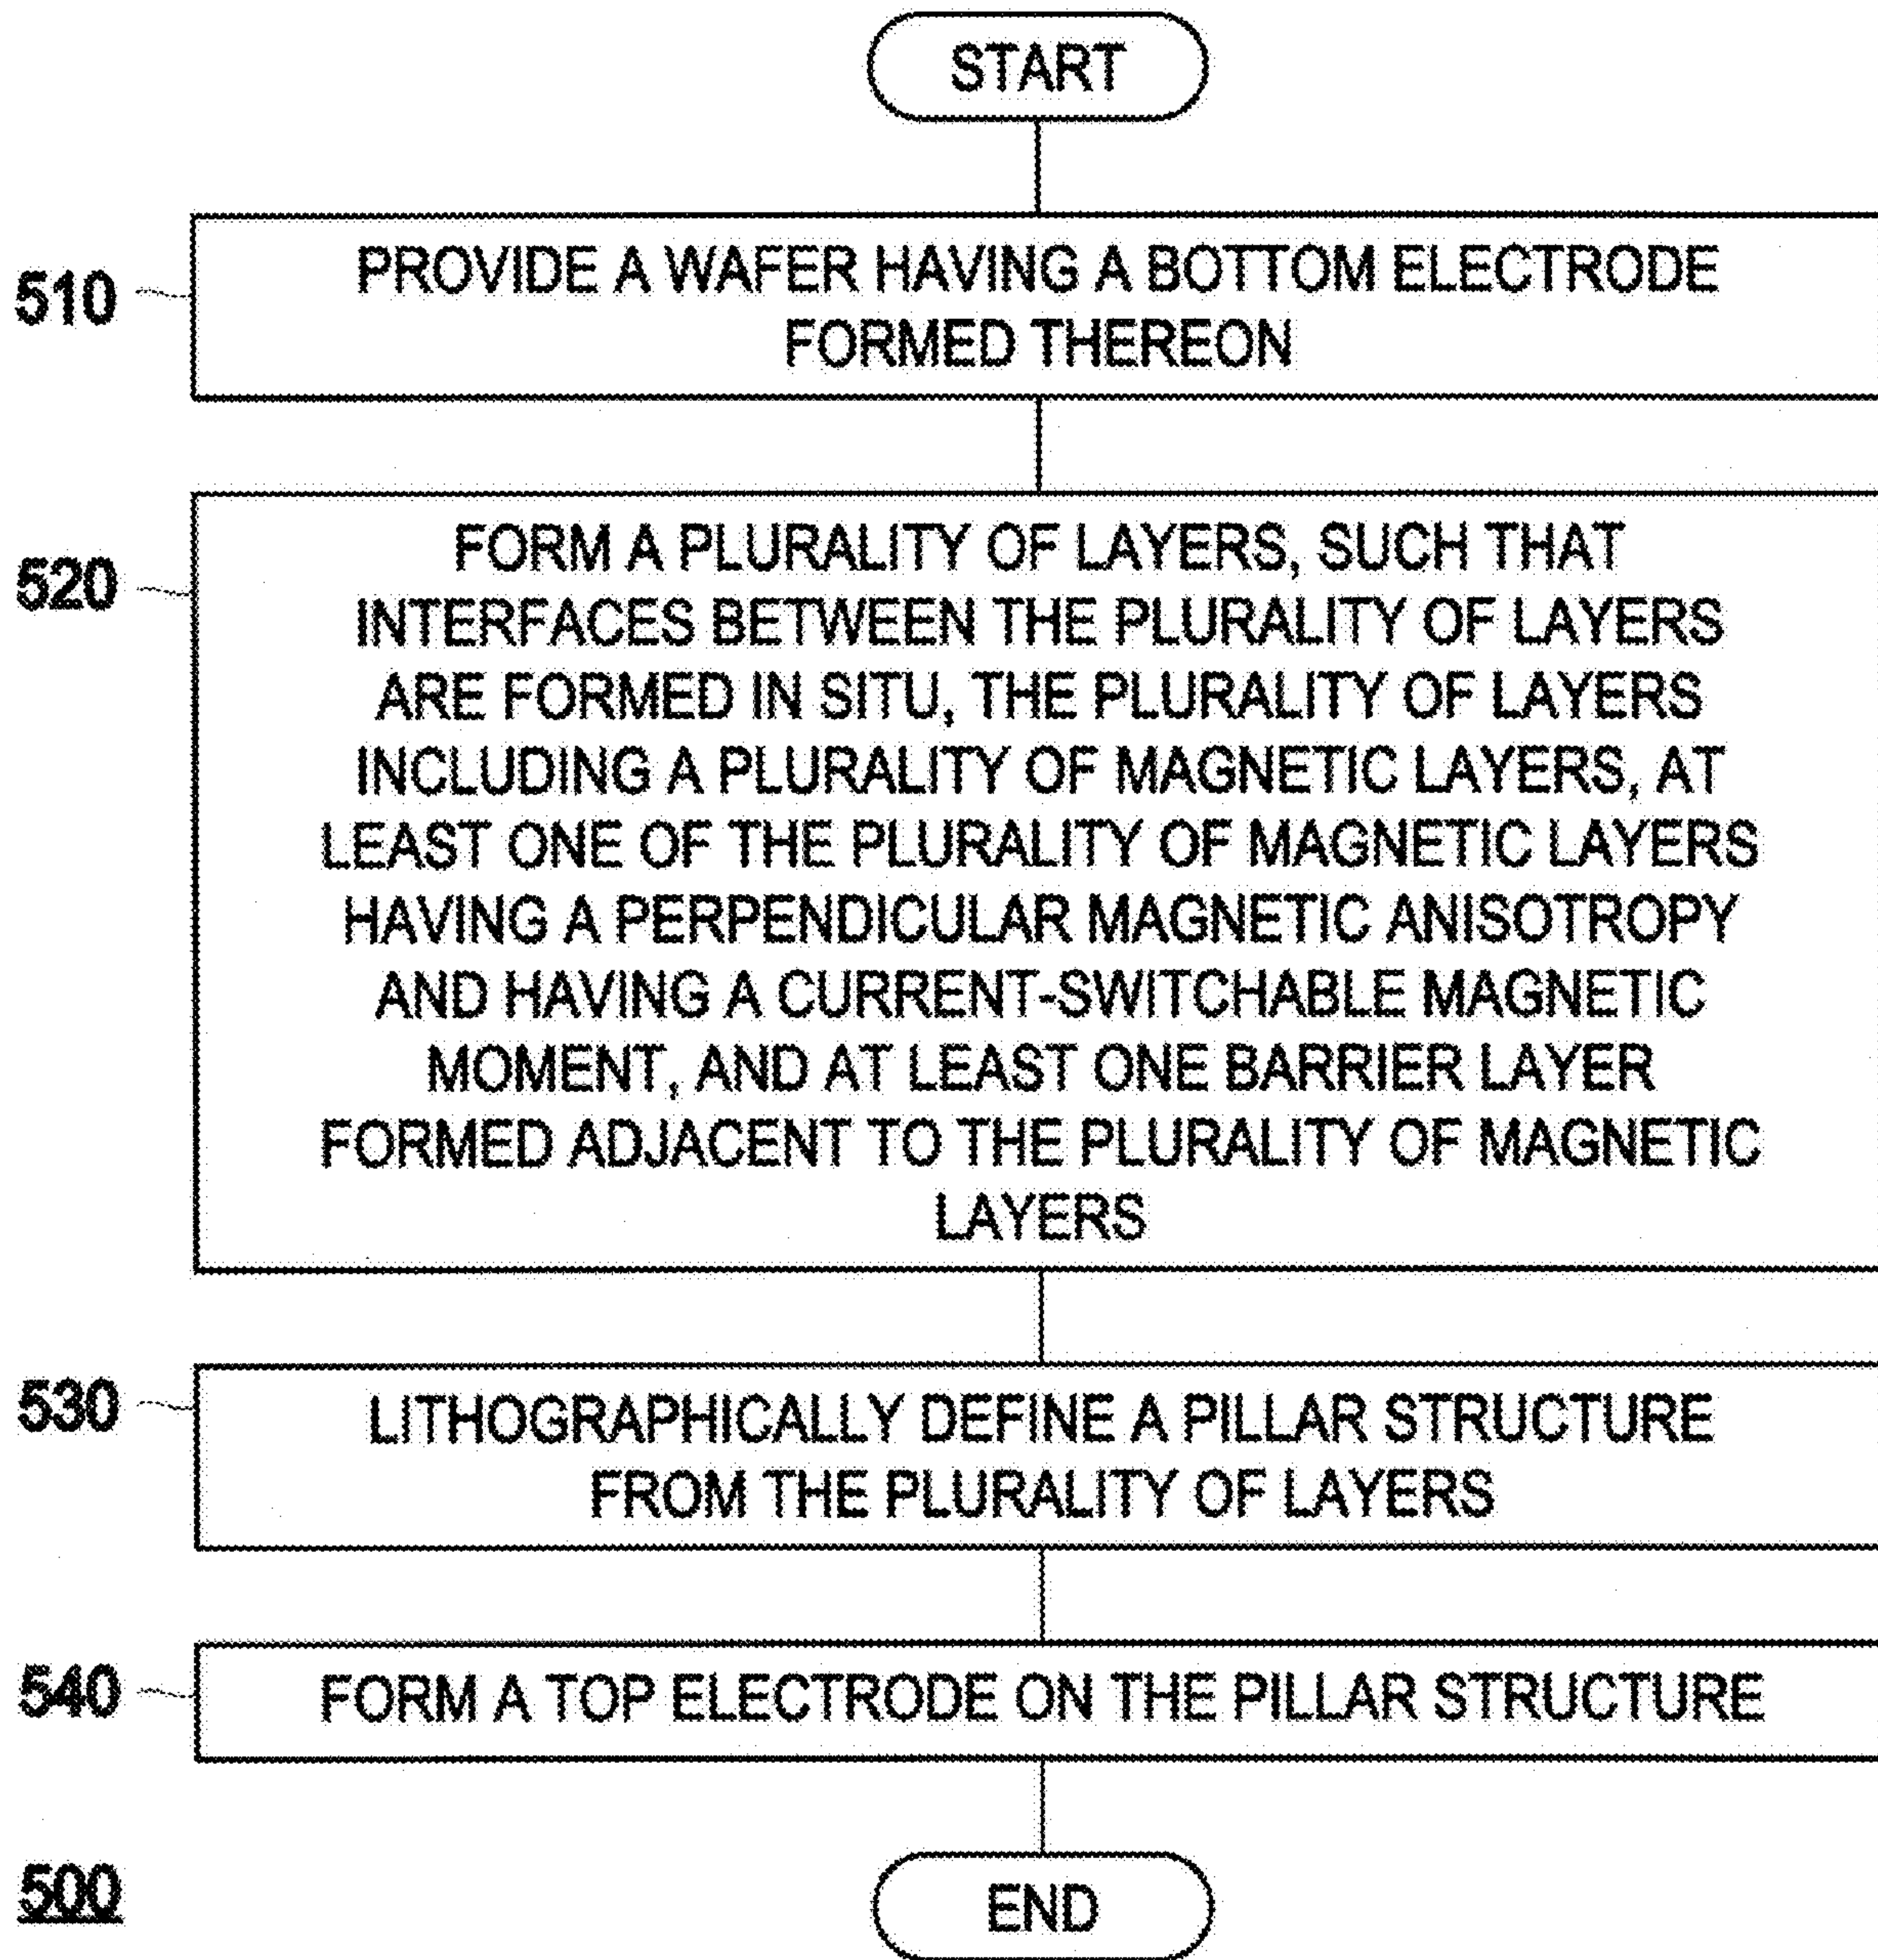 START
510
PROVIDE A WAFER HAVING A BOTTOM ELECTRODE
FORMED THEREON
520
FORM A PLURALITY OF LAYERS, SUCH THAT
INTERFACES BETWEEN THE PLURALITY OF LAYERS
ARE FORMED IN SITU, THE PLURALITY OF LAYERS
INCLUDING A PLURALITY OF MAGNETIC LAYERS, AT
LEAST ONE OF THE PLURALITY OF MAGNETIC LAYERS
HAVING A PERPENDICULAR MAGNETIC ANISOTROPY
AND HAVING A CURRENT-SWITCHABLE MAGNETIC
MOMENT, AND AT LEAST ONE BARRIER LAYER
FORMED ADJACENT TO THE PLURALITY OF MAGNETIC
LAYERS
530
LITHOGRAPHICALLY DEFINE A PILLAR STRUCTURE
FROM THE PLURALITY OF LAYERS
540
FORM A TOP ELECTRODE ON THE PILLAR STRUCTURE
500
END